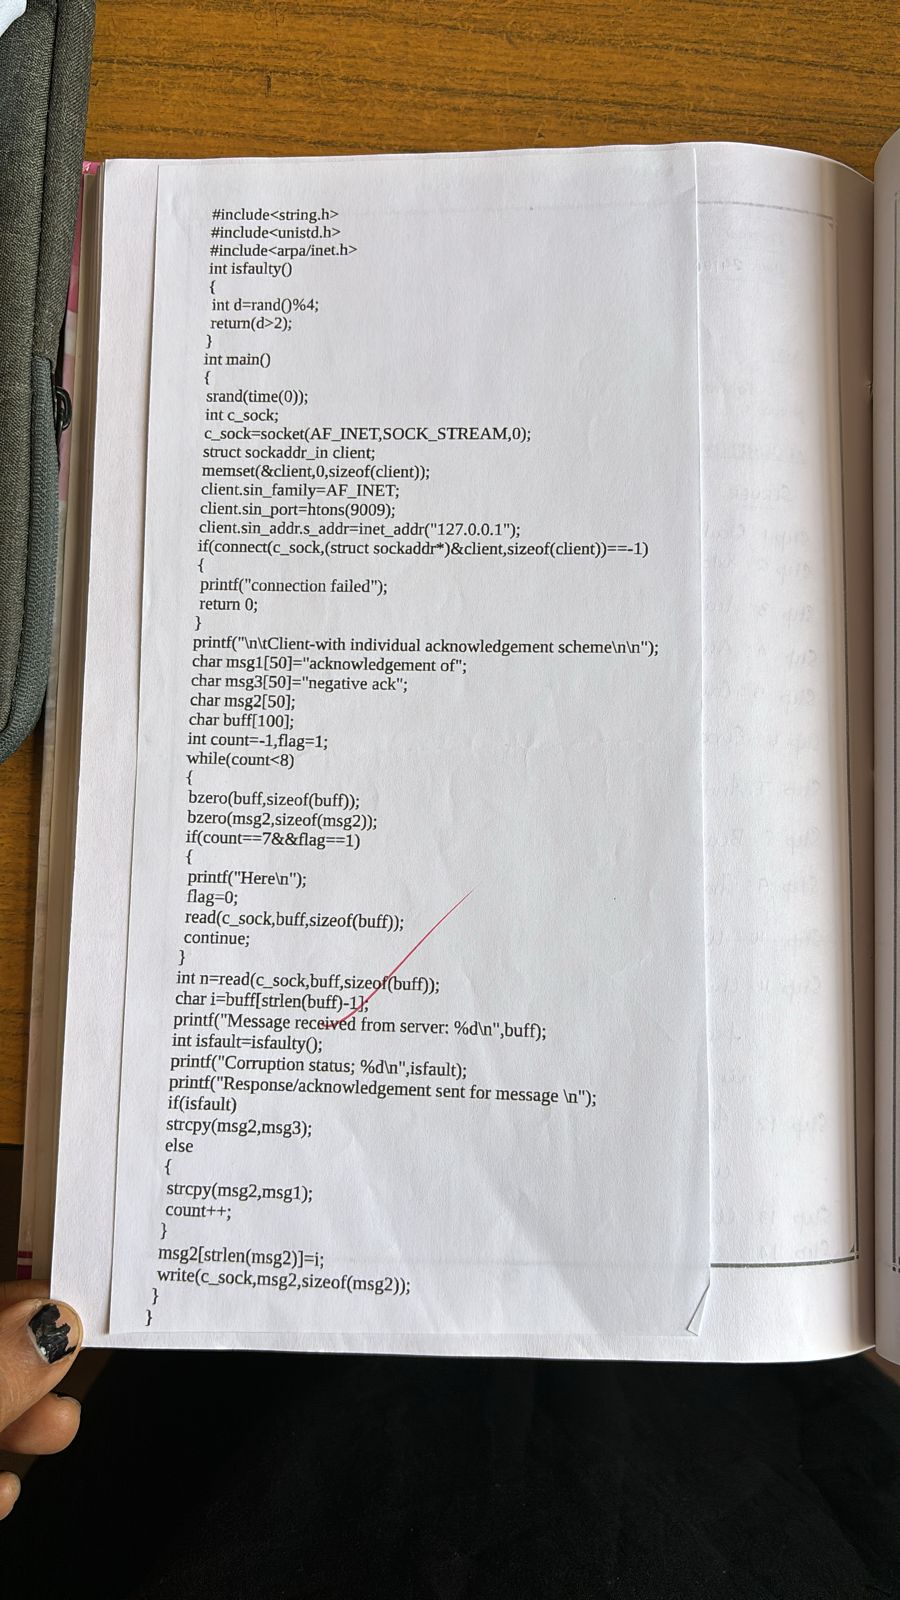 #include<string.h>
#include<unistd.h>
#include<arpa/inet.h>
int isfaulty()
{
int d=rand()%4;
return(d>2);
}
int main()
{
srand(time(0));
int c_sock;
c_sock=socket(AF_INET,SOCK_STREAM,0);
struct sockaddr_in client;
memset(&client,0,sizeof(client));
client.sin_family=AF_INET;
client.sin_port=htons(9009);
client.sin_addr.s_addr=inet_addr("127.0.0.1");
if(connect(c_sock,(struct sockaddr*)&client,sizeof(client))==-1)
{
printf("connection failed");
return 0;
}
printf("\n\tClient-with individual acknowledgement scheme\n\n");
char msg1[50]="acknowledgement of";
char msg3[50]="negative ack";
char msg2[50];
char buff[100];
int count=-1,flag=1;
while(count<8)
{
bzero(buff,sizeof(buff));
bzero(msg2,sizeof(msg2));
if(count==7&&flag==1)
{
printf("Here\n");
flag=0;
read(c_sock,buff,sizeof(buff));
continue;
}
int n=read(c_sock,buff,sizeof(buff));
char i=buff[strlen(buff)-1];
printf("Message received from server: %d\n",buff);
int isfault=isfaulty();
printf("Corruption status; %d\n",isfault);
printf("Response/acknowledgement sent for message \n");
if(isfault)
strcpy(msg2,msg3);
else
{
strcpy(msg2,msg1);
count++;
}
msg2[strlen(msg2)]=i;
write(c_sock,msg2,sizeof(msg2));
}
}